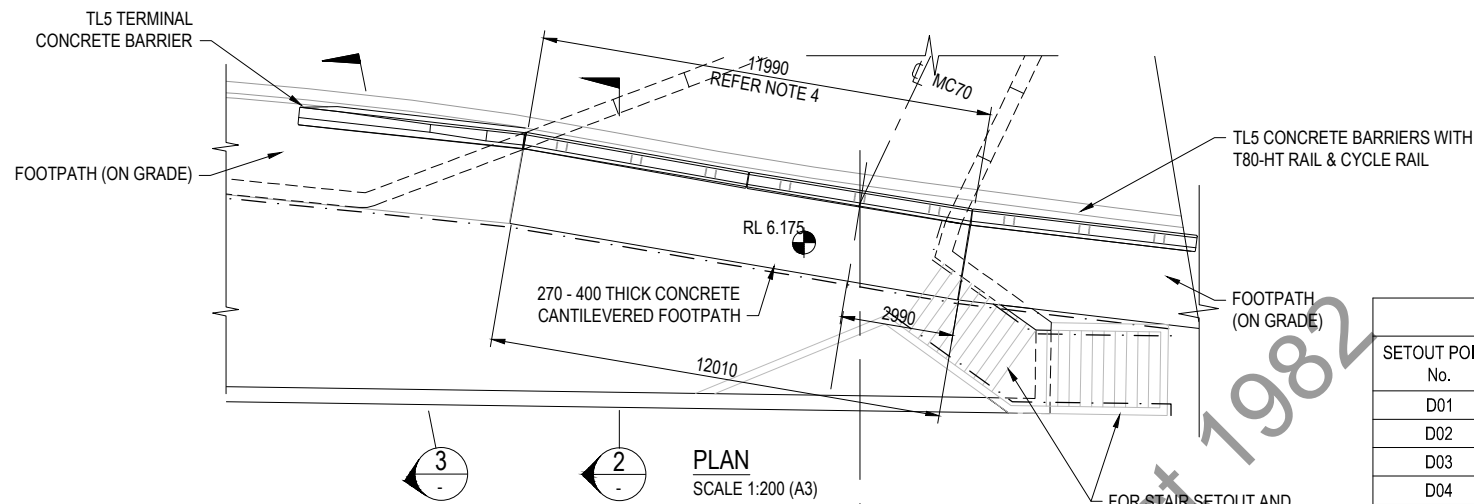 TL5 TERMINAL
CONCRETE BARRIER
11990
REFER NOTE 4
℄ MC70
FOOTPATH (ON GRADE)
TL5 CONCRETE BARRIERS WITH
T80-HT RAIL & CYCLE RAIL
RL 6.175
270 - 400 THICK CONCRETE
CANTILEVERED FOOTPATH
2990
12010
FOOTPATH
(ON GRADE)
1982
SETOUT
No.
D01
D02
D03
D04
3
-
2
-
PLAN
SCALE 1:200 (A3)
FOR STAIR SETOUT AND